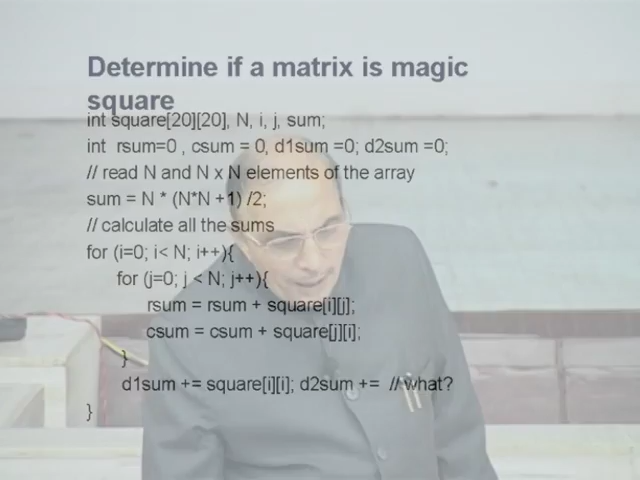 Determine if a matrix is magic
square
int square[20][20], N, i, j, sum;
int rsum=0 , csum = 0, d1sum =0; d2sum =0;
// read N and N x N elements of the array
sum = N * (N*N +1) /2;
// calculate all the sums
for (i=0; i< N; i++){
for (j=0; j < N; j++){
rsum = rsum + square[i][j];
csum = csum + square[j][i];
}
d1sum += square[i][i]; d2sum += // what?
}